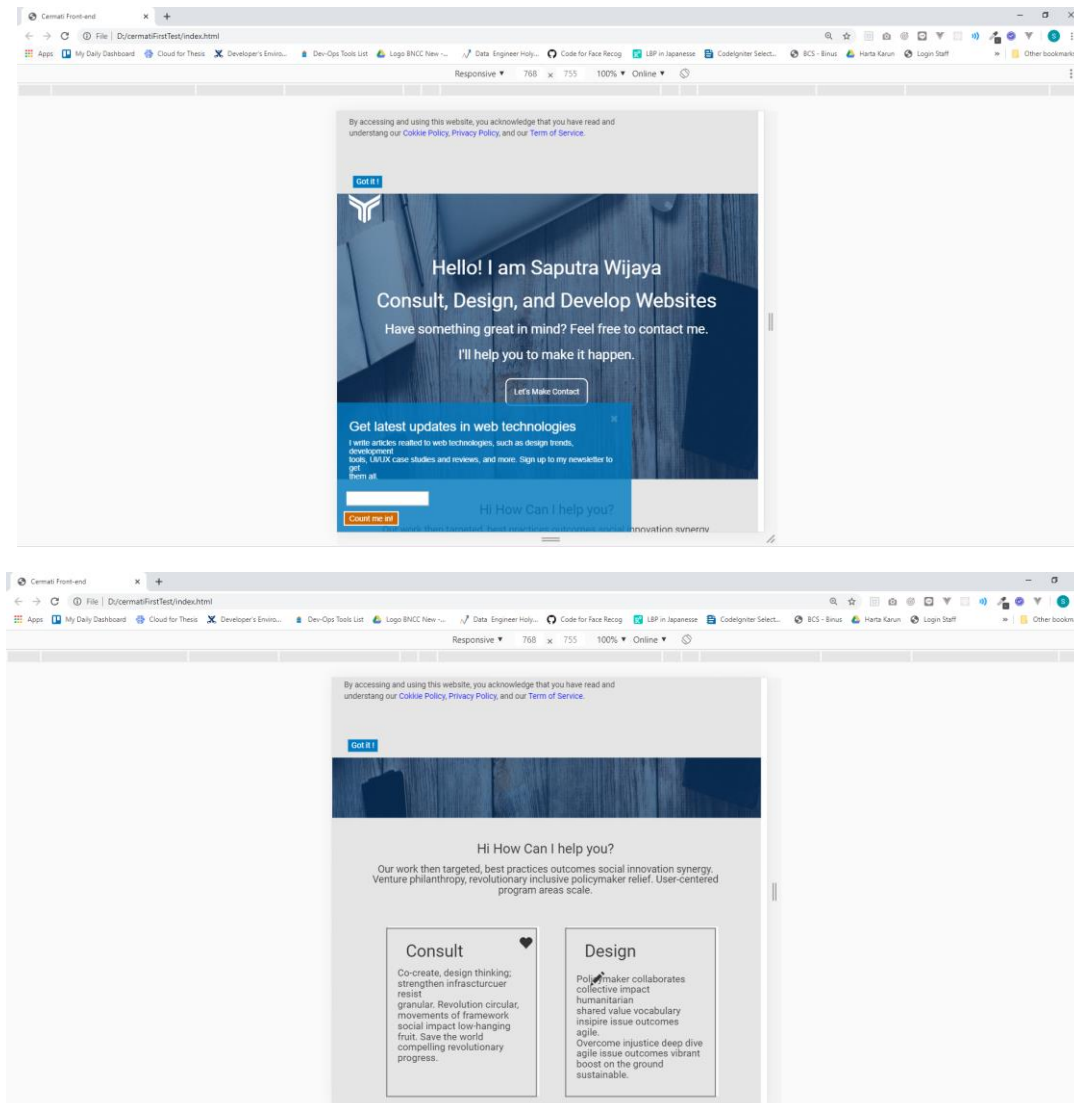 Cermati Front-end
File | D:/cermatiFirstTest/index.html
Apps My Daily Dashboard Cloud for Thesis Developer's Enviro... Dev-Ops Tools List Logo BNCC New -... Data Engineer Holy... Code for Face Recog LBP in Japanesse CodeIgniter Select... BCS - Binus Harta Karun Login Staff » Other bookmarks
Responsive ▼ 768 x 755 100% ▼ Online ▼
By accessing and using this website, you acknowledge that you have read and
understang our Cokkie Policy, Privacy Policy, and our Term of Service.
Got it !
Hello! I am Saputra Wijaya
Consult, Design, and Develop Websites
Have something great in mind? Feel free to contact me.
I'll help you to make it happen.
Let's Make Contact
Get latest updates in web technologies
I write articles realted to web technologies, such as design trends,
development
tools, UI/UX case studies and reviews, and more. Sign up to my newsletter to
get
them all.
Hi How Can I help you?
Count me in!
Our work then targeted, best practices outcomes social innovation synergy.
Cermati Front-end
File | D:/cermatiFirstTest/index.html
Apps My Daily Dashboard Cloud for Thesis Developer's Enviro... Dev-Ops Tools List Logo BNCC New -... Data Engineer Holy... Code for Face Recog LBP in Japanesse CodeIgniter Select... BCS - Binus Harta Karun Login Staff » Other bookm
Responsive ▼ 768 x 755 100% ▼ Online ▼
By accessing and using this website, you acknowledge that you have read and
understang our Cokkie Policy, Privacy Policy, and our Term of Service.
Got it !
Hi How Can I help you?
Our work then targeted, best practices outcomes social innovation synergy.
Venture philanthropy, revolutionary inclusive policymaker relief. User-centered
program areas scale.
Consult
Co-create, design thinking;
strengthen infrascturcuer
resist
granular. Revolution circular,
movements of framework
social impact low-hanging
fruit. Save the world
compelling revolutionary
progress.
Design
Policymaker collaborates
collective impact
humanitarian
shared value vocabulary
insipire issue outcomes
agile.
Overcome injustice deep dive
agile issue outcomes vibrant
boost on the ground
sustainable.